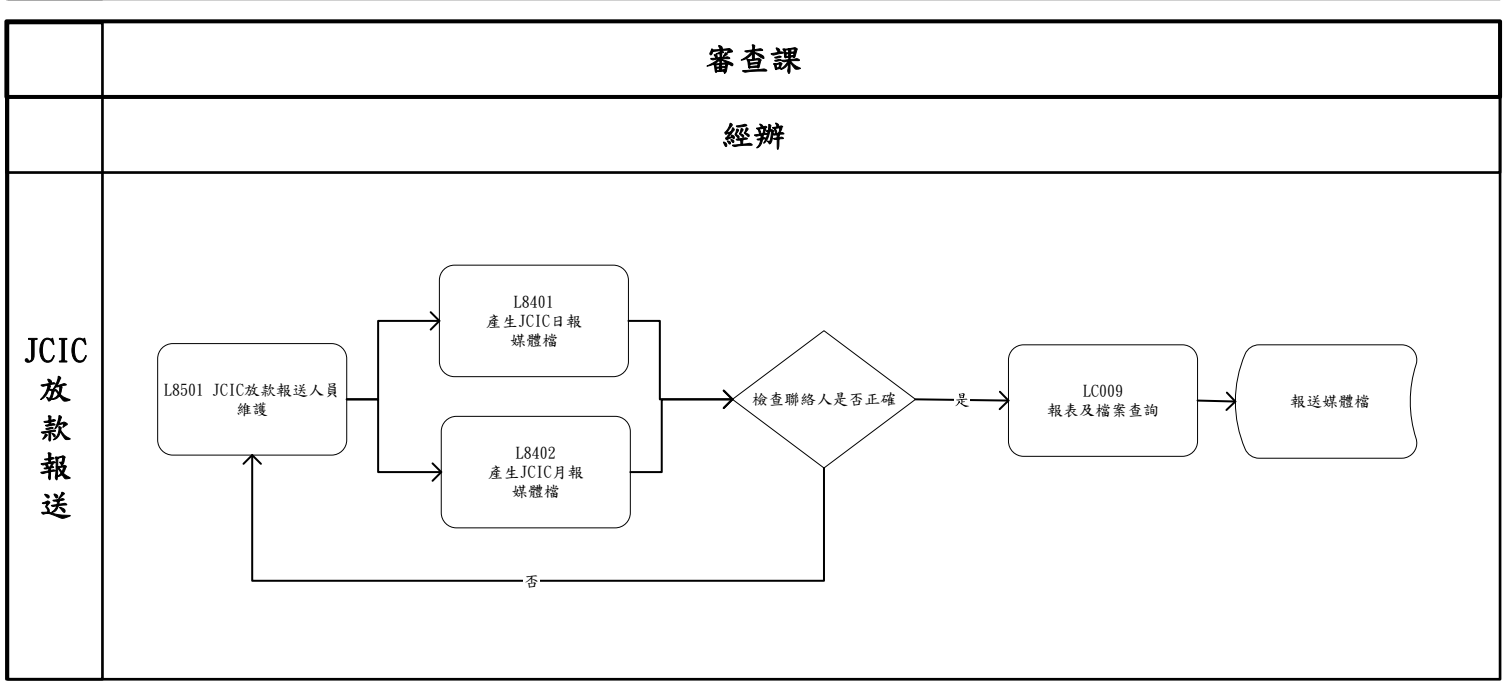 審查課
經辦
JCIC
放
款
報
送
L8501 JCIC放款報送人員
維護
L8401
產生JCIC日報
媒體檔
L8402
產生JCIC月報
媒體檔
檢查聯絡人是否正確
是
否
LC009
報表及檔案查詢
報送媒體檔